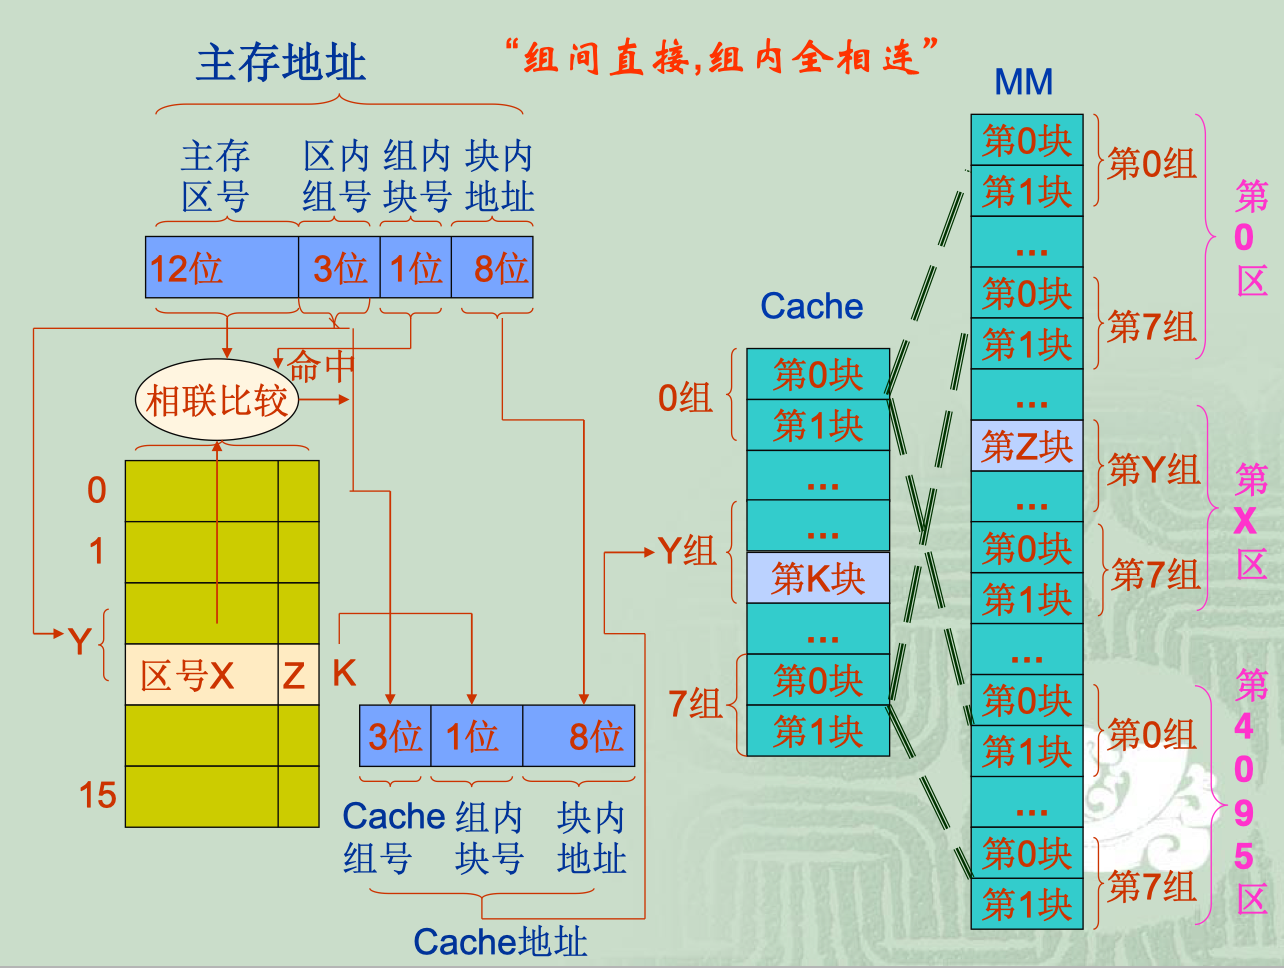 主存地址
“组间直接,组内全相连”
主存
区号
区内
组号
组内
块号
块内
地址
12位
3位
1位
8位
命中
相联比较
0
1
Y
区号X
Z
K
15
3位
1位
8位
Cache
组号
组内
块号
块内
地址
Cache地址
Cache
0组
第0块
第1块
...
Y组
...
第K块
...
7组
第0块
第1块
MM
第0块
第1块
第0组
...
第0块
第1块
第7组
第0区
...
第Z块
...
第Y组
第0块
第1块
第7组
第X区
...
第0块
第1块
第0组
...
第0块
第1块
第7组
第4095区